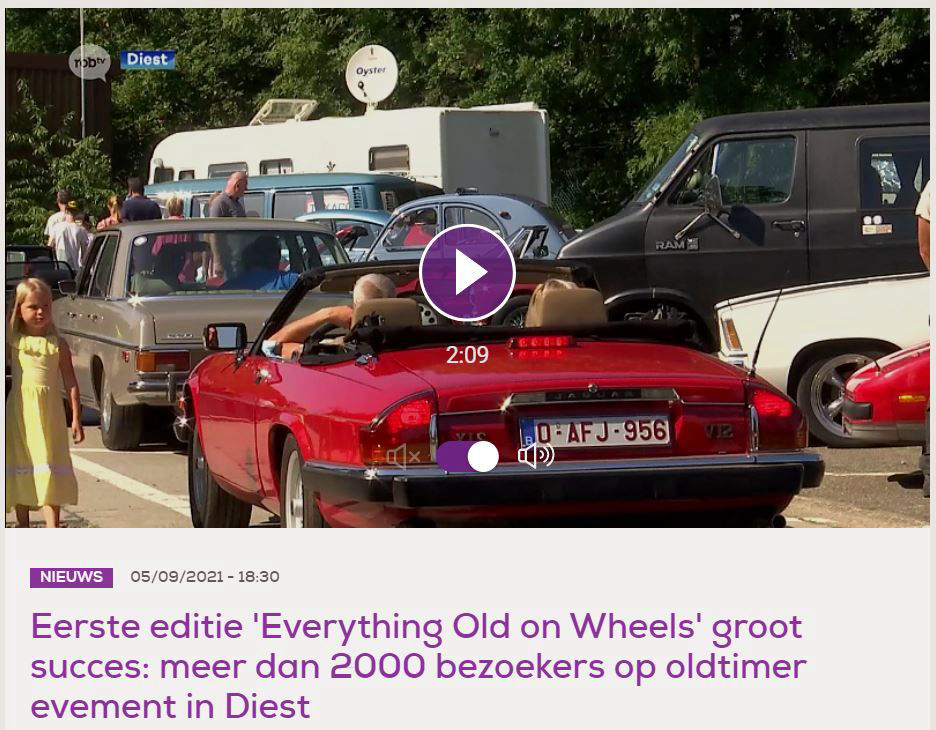 robtv
Diest
Oyster
RAM
2:09
JAGUAR
O-AFJ-956
B
XJS
V12
NIEUWS
05/09/2021 - 18:30
Eerste editie 'Everything Old on Wheels' groot
succes: meer dan 2000 bezoekers op oldtimer
evement in Diest